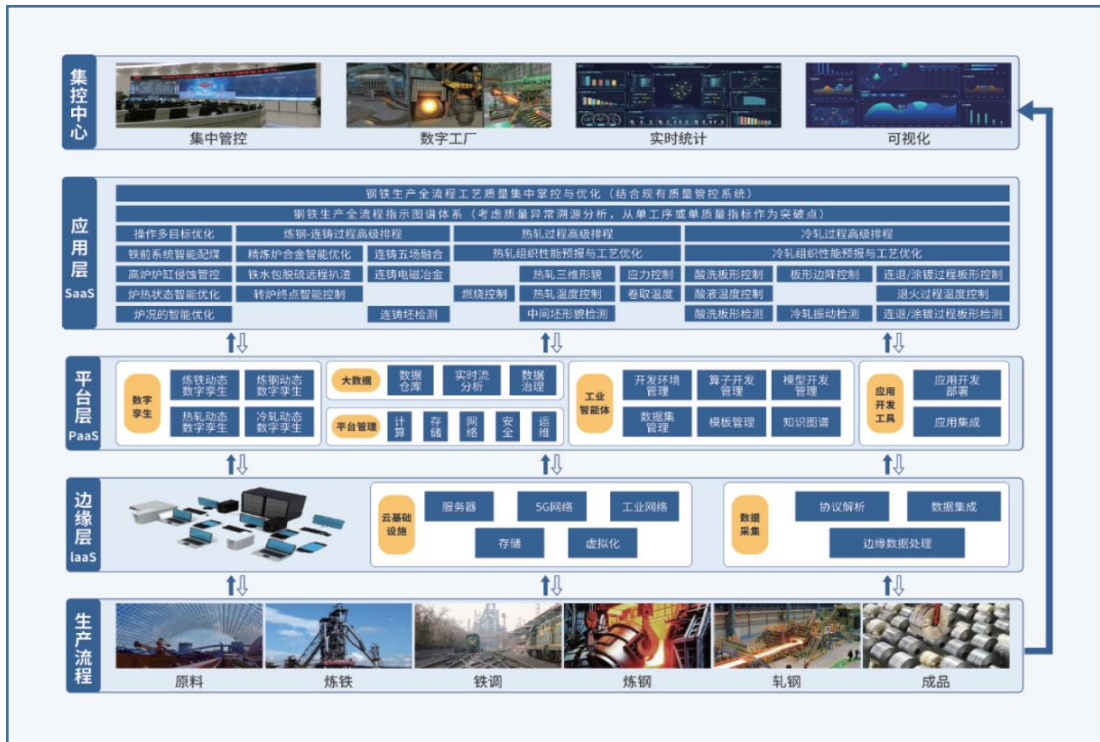 集控中心
集中管控
数字工厂
实时统计
可视化
应用层
SaaS
钢铁生产全流程工艺质量集中掌控与优化（结合现有质量管控系统）
钢铁生产全流程指示图谱体系（考虑质量异常溯源分析，从单工序或单质量指标作为突破点）
操作多目标优化
炼钢-连铸过程高级排程
热轧过程高级排程
冷轧过程高级排程
铁前系统智能配煤
精炼炉合金智能优化
连铸五场融合
热轧组织性能预报与工艺优化
冷轧组织性能预报与工艺优化
高炉炉缸侵蚀管控
铁水包脱硫远程扒渣
连铸电磁冶金
热轧三维形貌
应力控制
酸洗板形控制
板形边降控制
连退/涂镀过程板形控制
炉热状态智能优化
转炉终点智能控制
燃烧控制
热轧温度控制
卷取温度
酸液温度控制
退火过程温度控制
炉况的智能优化
连铸坯检测
中间坯形貌检测
酸洗板形检测
冷轧振动检测
连退/涂镀过程板形检测
平台层
PaaS
数字
孪生
炼铁动态
数字孪生
炼钢动态
数字孪生
热轧动态
数字孪生
冷轧动态
数字孪生
大数据
数据
仓库
实时流
分析
数据
治理
平台管理
计算
存储
网络
安全
运维
工业
智能体
开发环境
管理
算子开发
管理
模型开发
管理
数据集
管理
模板管理
知识图谱
应用
开发
工具
应用开发
部署
应用集成
边缘层
IaaS
云基础
设施
服务器
5G网络
工业网络
存储
虚拟化
数据
采集
协议解析
数据集成
边缘数据处理
生产流程
原料
炼铁
铁调
炼钢
轧钢
成品